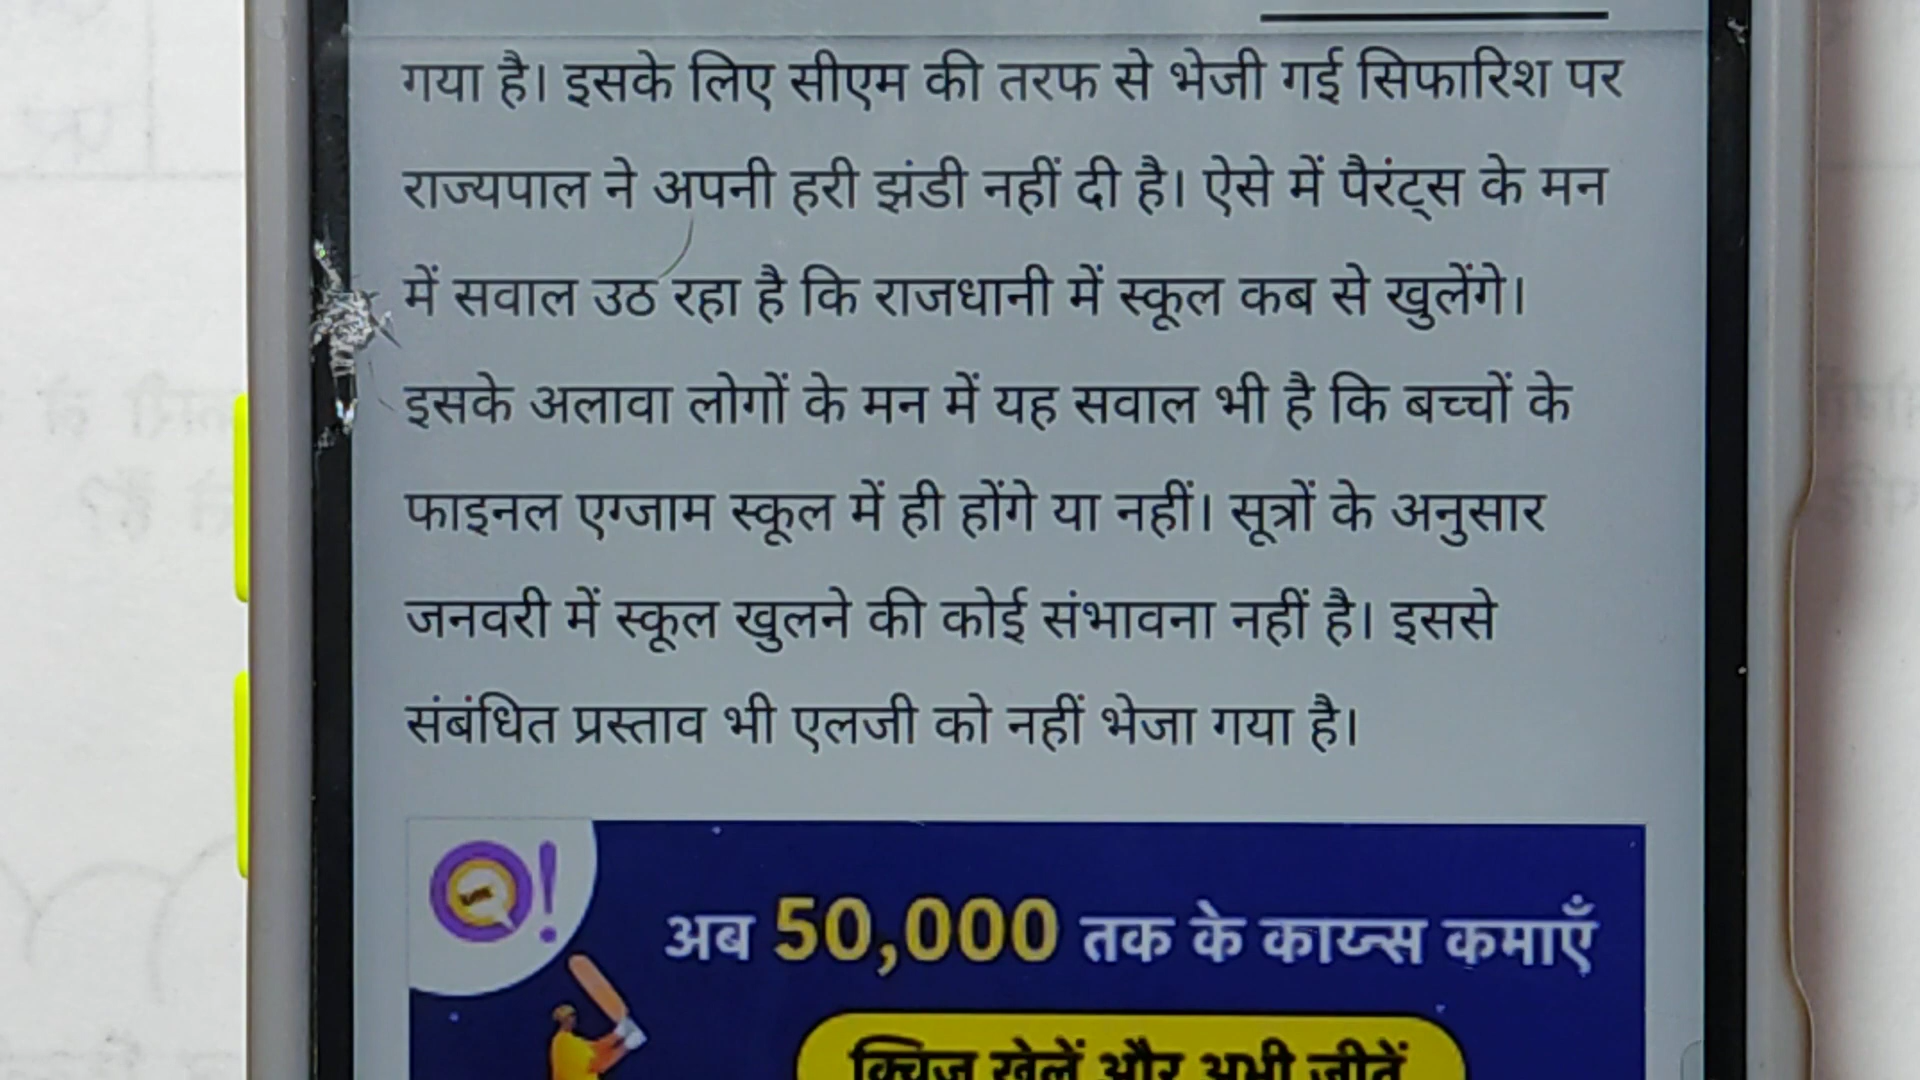 गया है। इसके लिए सीएम की तरफ से भेजी गई सिफारिश पर
राज्यपाल ने अपनी हरी झंडी नहीं दी है। ऐसे में पैरंट्स के मन
में सवाल उठ रहा है कि राजधानी में स्कूल कब से खुलेंगे।
इसके अलावा लोगों के मन में यह सवाल भी है कि बच्चों के
फाइनल एग्जाम स्कूल में ही होंगे या नहीं। सूत्रों के अनुसार
जनवरी में स्कूल खुलने की कोई संभावना नहीं है। इससे
संबंधित प्रस्ताव भी एलजी को नहीं भेजा गया है।
अब 50,000 तक के काय्न्स कमाएँ
क्विज़ खेलें और अभी जीतें